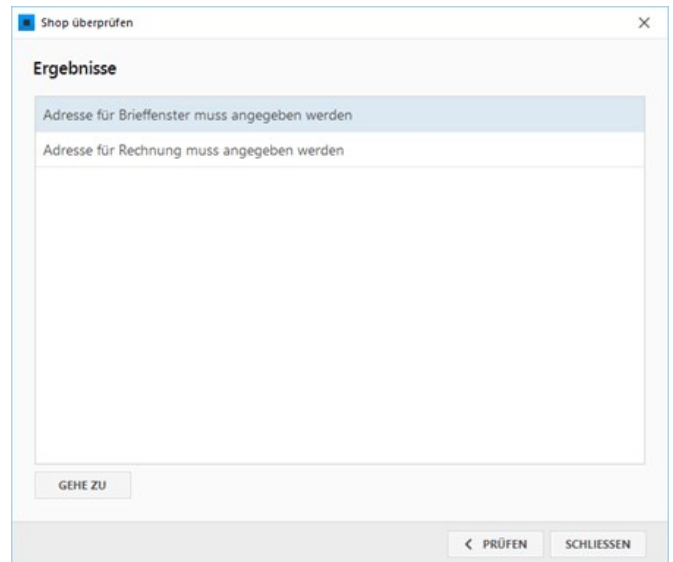 Shop überprüfen
Ergebnisse
Adresse für Brieffenster muss angegeben werden
Adresse für Rechnung muss angegeben werden
GEHE ZU
PRÜFEN SCHLIESSEN